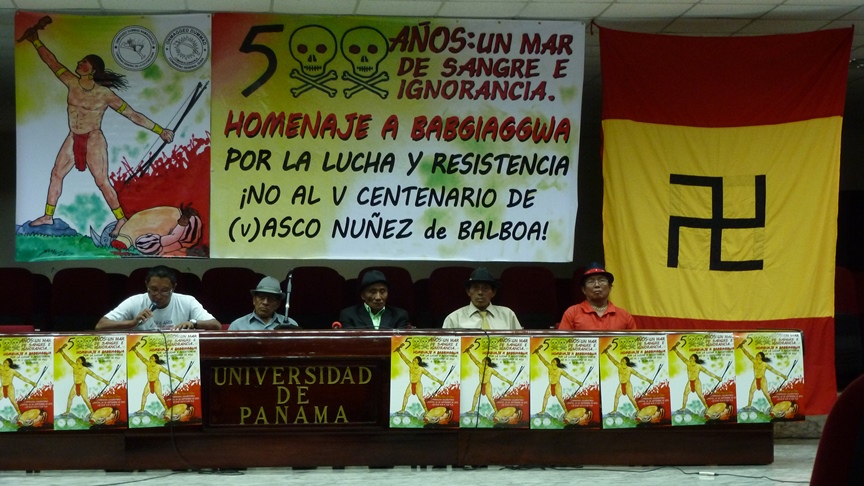 500 AÑOS: UN MAR
DE SANGRE E
IGNORANCIA.
HOMENAJE A BABGIAGGWA
POR LA LUCHA Y RESISTENCIA
¡NO AL V CENTENARIO DE
(v)ASCO NUÑEZ de BALBOA!
UNIVERSIDAD
DE
PANAMA